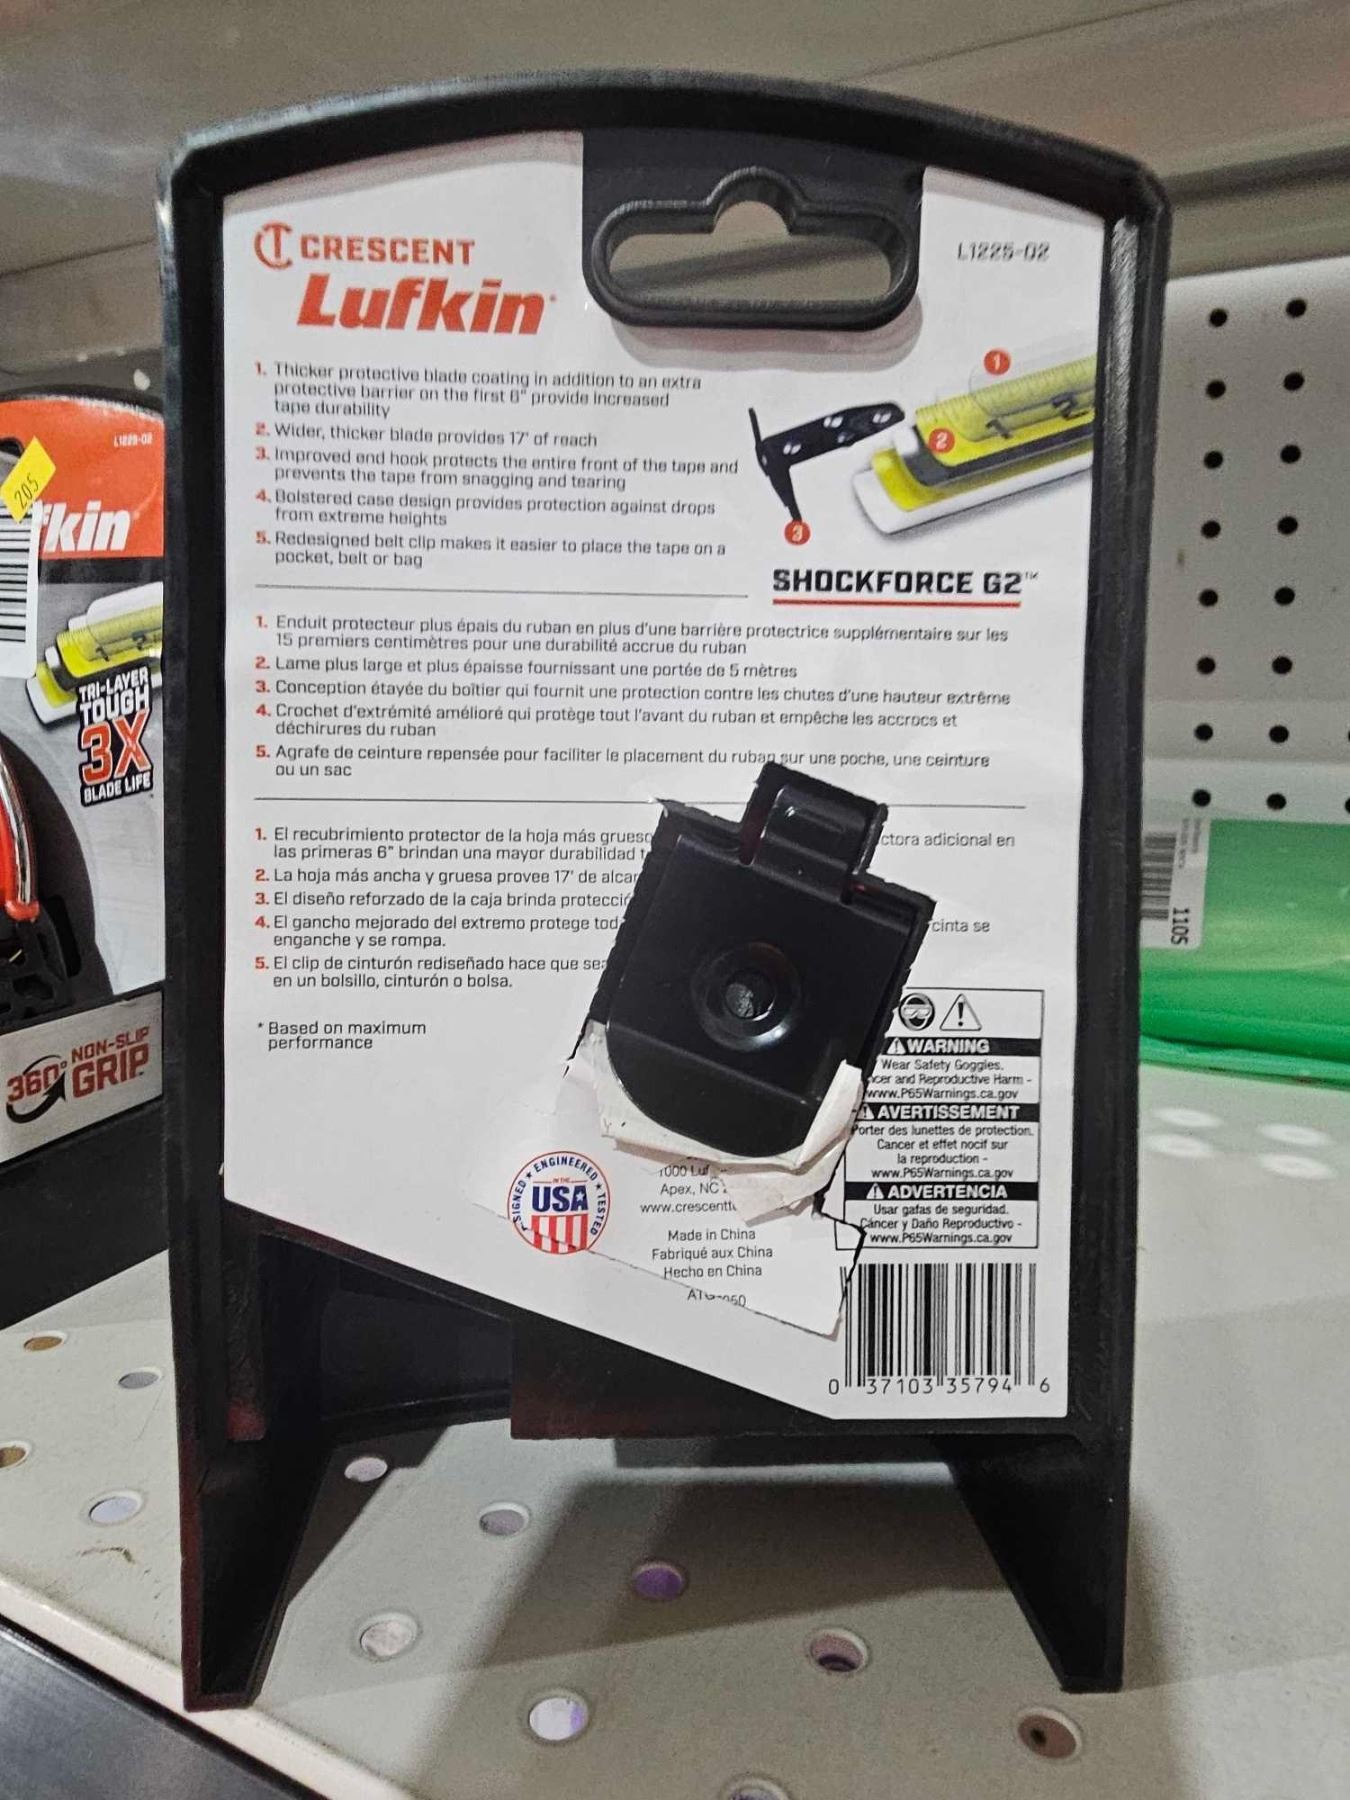 CRESCENT
Lufkin
L1225-02
1. Thicker protective blade coating in addition to an extra
protective barrier on the first 6" provide increased
tape durability
2. Wider, thicker blade provides 17' of reach
3. Improved end hook protects the entire front of the tape and
prevents the tape from snagging and tearing
4. Bolstered case design provides protection against drops
from extreme heights
5. Redesigned belt clip makes it easier to place the tape on a
pocket, belt or bag
1
2
3
SHOCKFORCE G2™
1. Enduit protecteur plus épais du ruban en plus d'une barrière protectrice supplémentaire sur les
15 premiers centimètres pour une durabilité accrue du ruban
2. Lame plus large et plus épaisse fournissant une portée de 5 mètres
3. Conception étayée du boîtier qui fournit une protection contre les chutes d'une hauteur extrême
4. Crochet d'extrémité amélioré qui protège tout l'avant du ruban et empêche les accrocs et
déchirures du ruban
5. Agrafe de ceinture repensée pour faciliter le placement du ruban sur une poche, une ceinture
ou un sac
1. El recubrimiento protector de la hoja más grueso ctora adicional en
las primeras 6" brindan una mayor durabilidad
2. La hoja más ancha y gruesa provee 17' de alcan
3. El diseño reforzado de la caja brinda protecció
4. El gancho mejorado del extremo protege tod cinta se
enganche y se rompa.
5. El clip de cinturón rediseñado hace que sea
en un bolsillo, cinturón o bolsa.
* Based on maximum
performance
WARNING
Wear Safety Goggles.
ncer and Reproductive Harm -
www.P65Warnings.ca.gov
AVERTISSEMENT
Porter des lunettes de protection.
Cancer et effet nocif sur
la reproduction -
www.P65Warnings.ca.gov
ADVERTENCIA
Usar gafas de seguridad.
Cáncer y Daño Reproductivo -
www.P65Warnings.ca.gov
SIGNED ★ ENGINEERED ★ TESTED
IN THE
USA
1000 Luf
Apex, NC
www.crescentt
Made in China
Fabriqué aux China
Hecho en China
0 37103 35794 6
L1225-02
205
fkin
TRI-LAYER
TOUGH
3X
BLADE LIFE
360° NON-SLIP
GRIP
1105